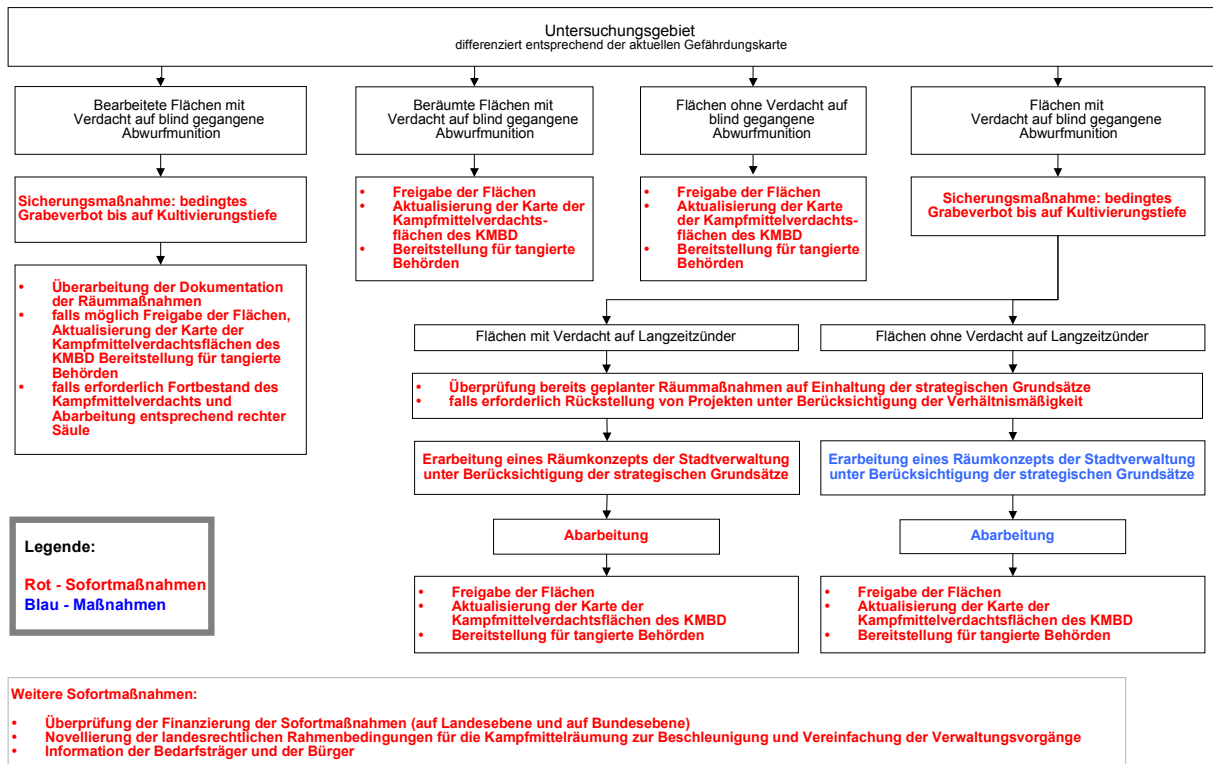 Untersuchungsgebiet
differenziert entsprechend der aktuellen Gefährdungskarte
Bearbeitete Flächen mit
Verdacht auf blind gegangene
Abwurfmunition
Beräumte Flächen mit
Verdacht auf blind gegangene
Abwurfmunition
Flächen ohne Verdacht auf
blind gegangene
Abwurfmunition
Flächen mit
Verdacht auf blind gegangene
Abwurfmunition
Sicherungsmaßnahme: bedingtes
Grabeverbot bis auf Kultivierungstiefe
• Freigabe der Flächen
• Aktualisierung der Karte der
Kampfmittelverdachts-
flächen des KMBD
• Bereitstellung für tangierte
Behörden
• Freigabe der Flächen
• Aktualisierung der Karte
der Kampfmittelverdachts-
flächen des KMBD
• Bereitstellung für tangierte
Behörden
Sicherungsmaßnahme: bedingtes
Grabeverbot bis auf Kultivierungstiefe
• Überarbeitung der Dokumentation
der Räummaßnahmen
• falls möglich Freigabe der Flächen,
Aktualisierung der Karte der
Kampfmittelverdachtsflächen des
KMBD Bereitstellung für tangierte
Behörden
• falls erforderlich Fortbestand des
Kampfmittelverdachts und
Abarbeitung entsprechend rechter
Säule
Flächen mit Verdacht auf Langzeitzünder
Flächen ohne Verdacht auf Langzeitzünder
• Überprüfung bereits geplanter Räummaßnahmen auf Einhaltung der strategischen Grundsätze
• falls erforderlich Rückstellung von Projekten unter Berücksichtigung der Verhältnismäßigkeit
Erarbeitung eines Räumkonzepts der Stadtverwaltung
unter Berücksichtigung der strategischen Grundsätze
Erarbeitung eines Räumkonzepts der Stadtverwaltung
unter Berücksichtigung der strategischen Grundsätze
Abarbeitung
Abarbeitung
• Freigabe der Flächen
• Aktualisierung der Karte der
Kampfmittelverdachtsflächen des KMBD
• Bereitstellung für tangierte Behörden
• Freigabe der Flächen
• Aktualisierung der Karte der
Kampfmittelverdachtsflächen des KMBD
• Bereitstellung für tangierte Behörden
Legende:
Rot - Sofortmaßnahmen
Blau - Maßnahmen
Weitere Sofortmaßnahmen:
• Überprüfung der Finanzierung der Sofortmaßnahmen (auf Landesebene und auf Bundesebene)
• Novellierung der landesrechtlichen Rahmenbedingungen für die Kampfmittelräumung zur Beschleunigung und Vereinfachung der Verwaltungsvorgänge
• Information der Bedarfsträger und der Bürger